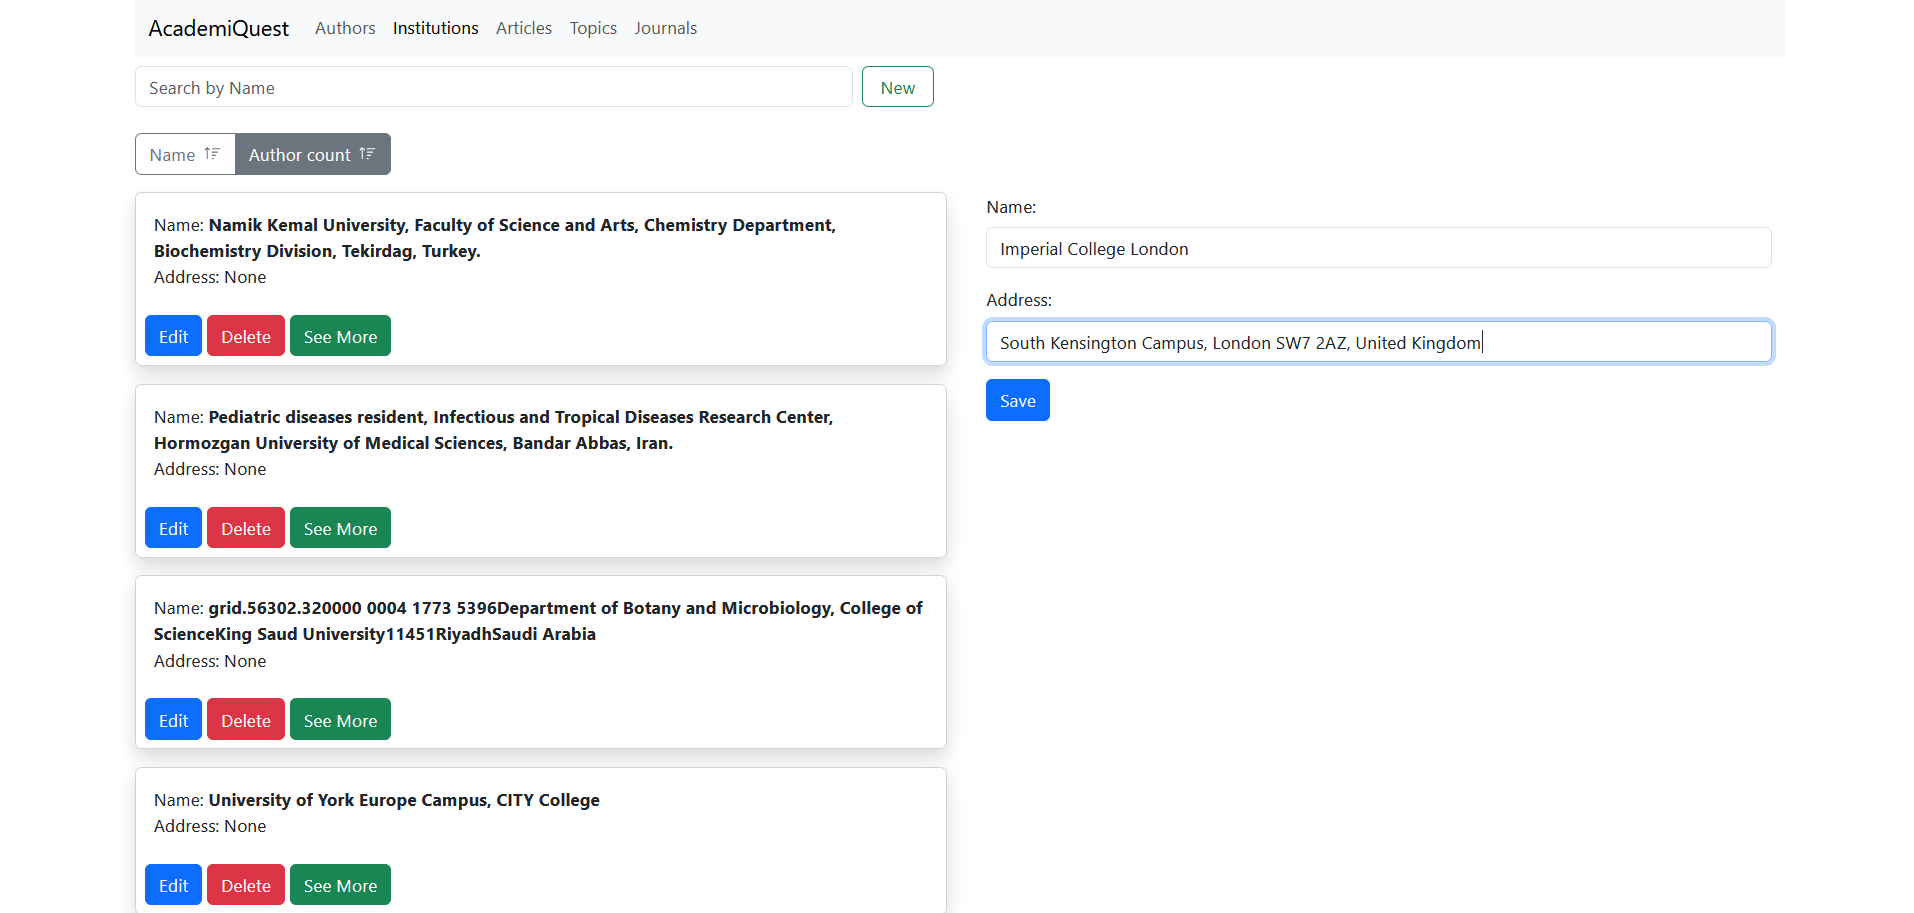 AcademiQuest Authors Institutions Articles Topics Journals
Search by Name New
Name Author count
Name: Namik Kemal University, Faculty of Science and Arts, Chemistry Department,
Biochemistry Division, Tekirdag, Turkey.
Address: None
Edit Delete See More
Name: Pediatric diseases resident, Infectious and Tropical Diseases Research Center,
Hormozgan University of Medical Sciences, Bandar Abbas, Iran.
Address: None
Edit Delete See More
Name: grid.56302.320000 0004 1773 5396Department of Botany and Microbiology, College of
ScienceKing Saud University11451RiyadhSaudi Arabia
Address: None
Edit Delete See More
Name: University of York Europe Campus, CITY College
Address: None
Edit Delete See More
Name:
Imperial College London
Address:
South Kensington Campus, London SW7 2AZ, United Kingdom
Save